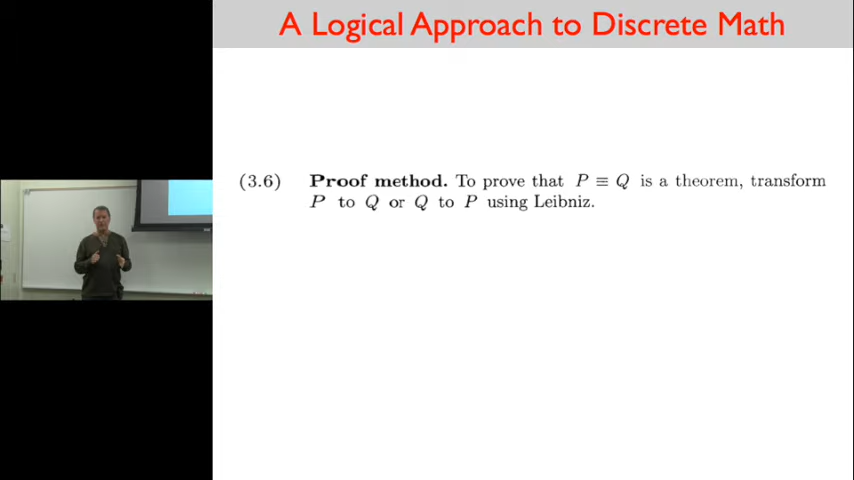 A Logical Approach to Discrete Math
(3.6) Proof method. To prove that P ≡ Q is a theorem, transform
P to Q or Q to P using Leibniz.